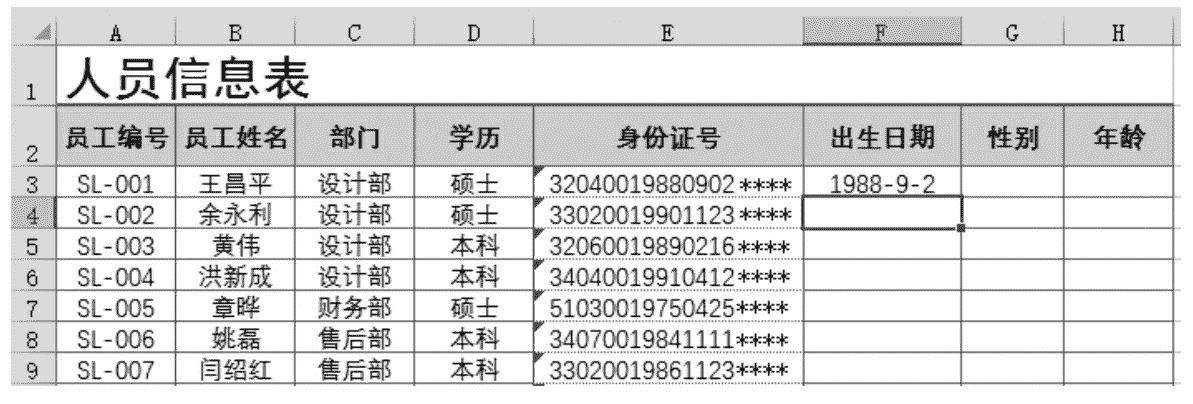 A B C D E F G H
1 人员信息表
2 员工编号 员工姓名 部门 学历 身份证号 出生日期 性别 年龄
3 SL-001 王昌平 设计部 硕士 32040019880902**** 1988-9-2
4 SL-002 余永利 设计部 硕士 33020019901123****
5 SL-003 黄伟 设计部 本科 32060019890216****
6 SL-004 洪新成 设计部 本科 34040019910412****
7 SL-005 章晔 财务部 硕士 51030019750425****
8 SL-006 姚磊 售后部 本科 34070019841111****
9 SL-007 闫绍红 售后部 本科 33020019861123****